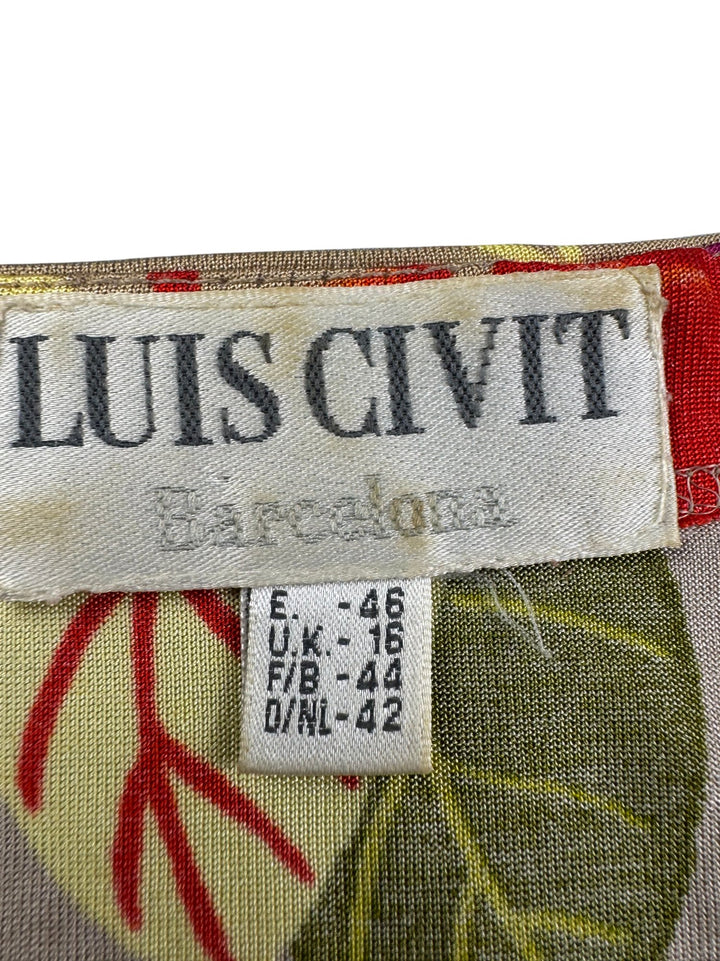 LUIS CIVIT
Barcelona
E. -46
U.K.- 16
F/B -44
D/NL-42